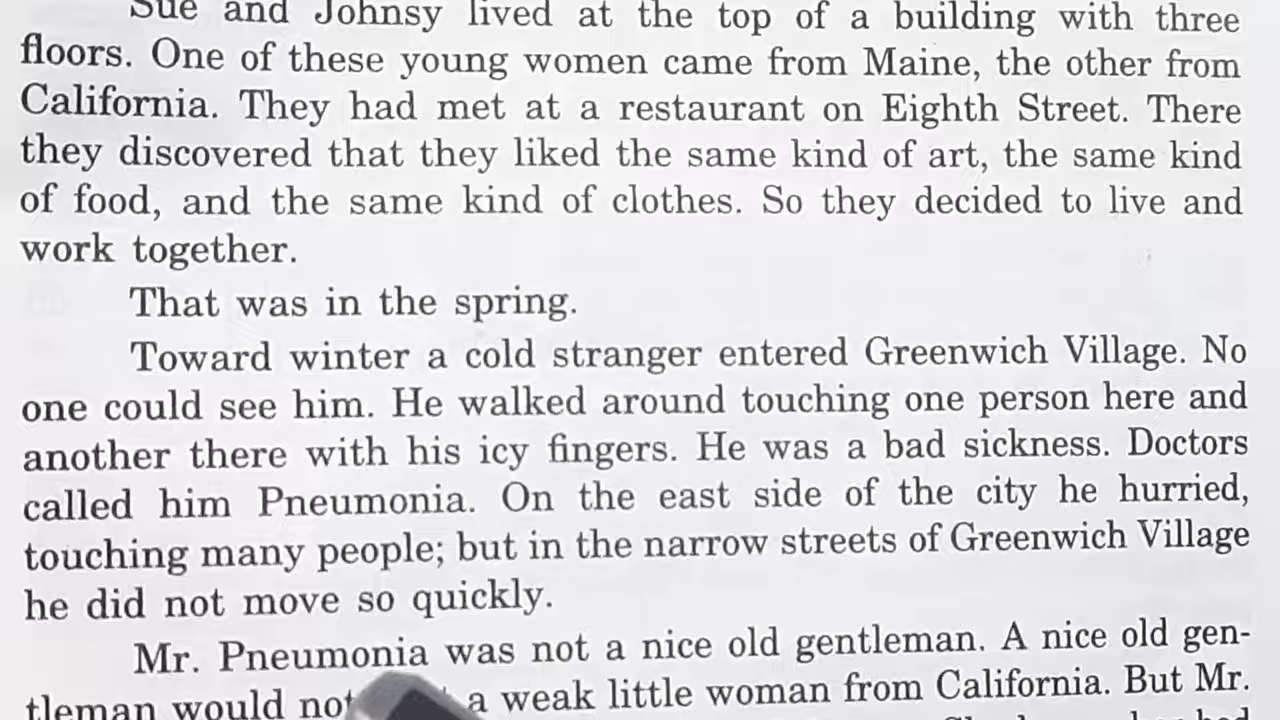 Sue and Johnsy lived at the top of a building with three
floors. One of these young women came from Maine, the other from
California. They had met at a restaurant on Eighth Street. There
they discovered that they liked the same kind of art, the same kind
of food, and the same kind of clothes. So they decided to live and
work together.
That was in the spring.
Toward winter a cold stranger entered Greenwich Village. No
one could see him. He walked around touching one person here and
another there with his icy fingers. He was a bad sickness. Doctors
called him Pneumonia. On the east side of the city he hurried,
touching many people; but in the narrow streets of Greenwich Village
he did not move so quickly.
Mr. Pneumonia was not a nice old gentleman. A nice old gen-
tleman would not a weak little woman from California. But Mr.